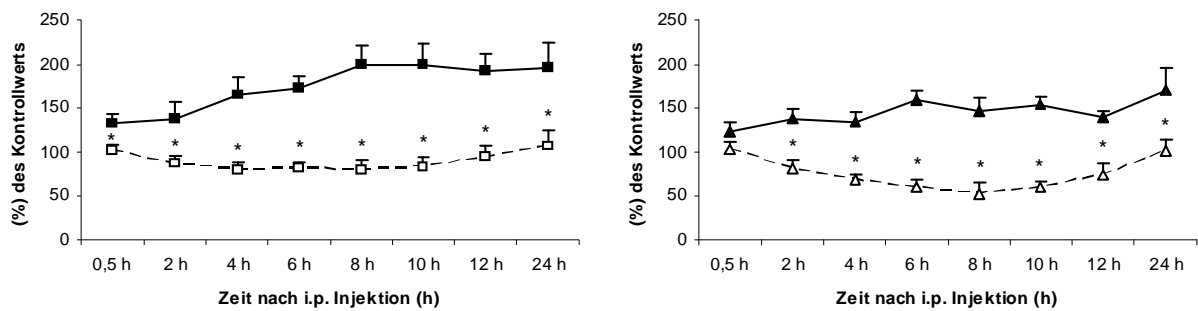 (%) des Kontrollwerts
250
200
150
100
50
0
* * * * * * * *
0,5 h 2 h 4 h 6 h 8 h 10 h 12 h 24 h
Zeit nach i.p. Injektion (h)
(%) des Kontrollwerts
250
200
150
100
50
0
* * * * * * *
0,5 h 2 h 4 h 6 h 8 h 10 h 12 h 24 h
Zeit nach i.p. Injektion (h)